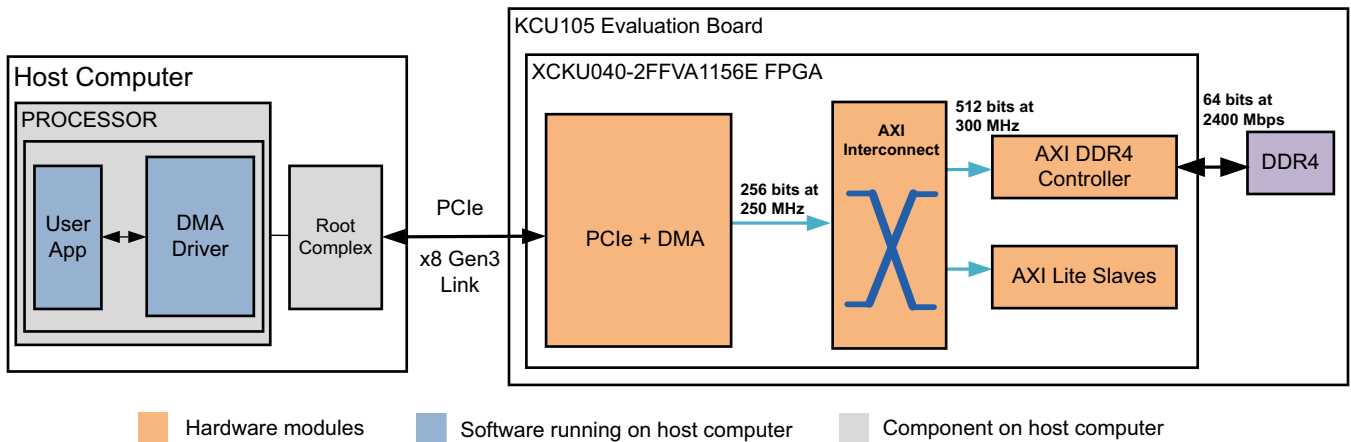 KCU105 Evaluation Board
XCKU040-2FFVA1156E FPGA
Host Computer
PROCESSOR
User
App
DMA
Driver
Root
Complex
PCIe
x8 Gen3
Link
PCIe + DMA
256 bits at
250 MHz
AXI
Interconnect
512 bits at
300 MHz
AXI DDR4
Controller
AXI Lite Slaves
64 bits at
2400 Mbps
DDR4
Hardware modules
Software running on host computer
Component on host computer